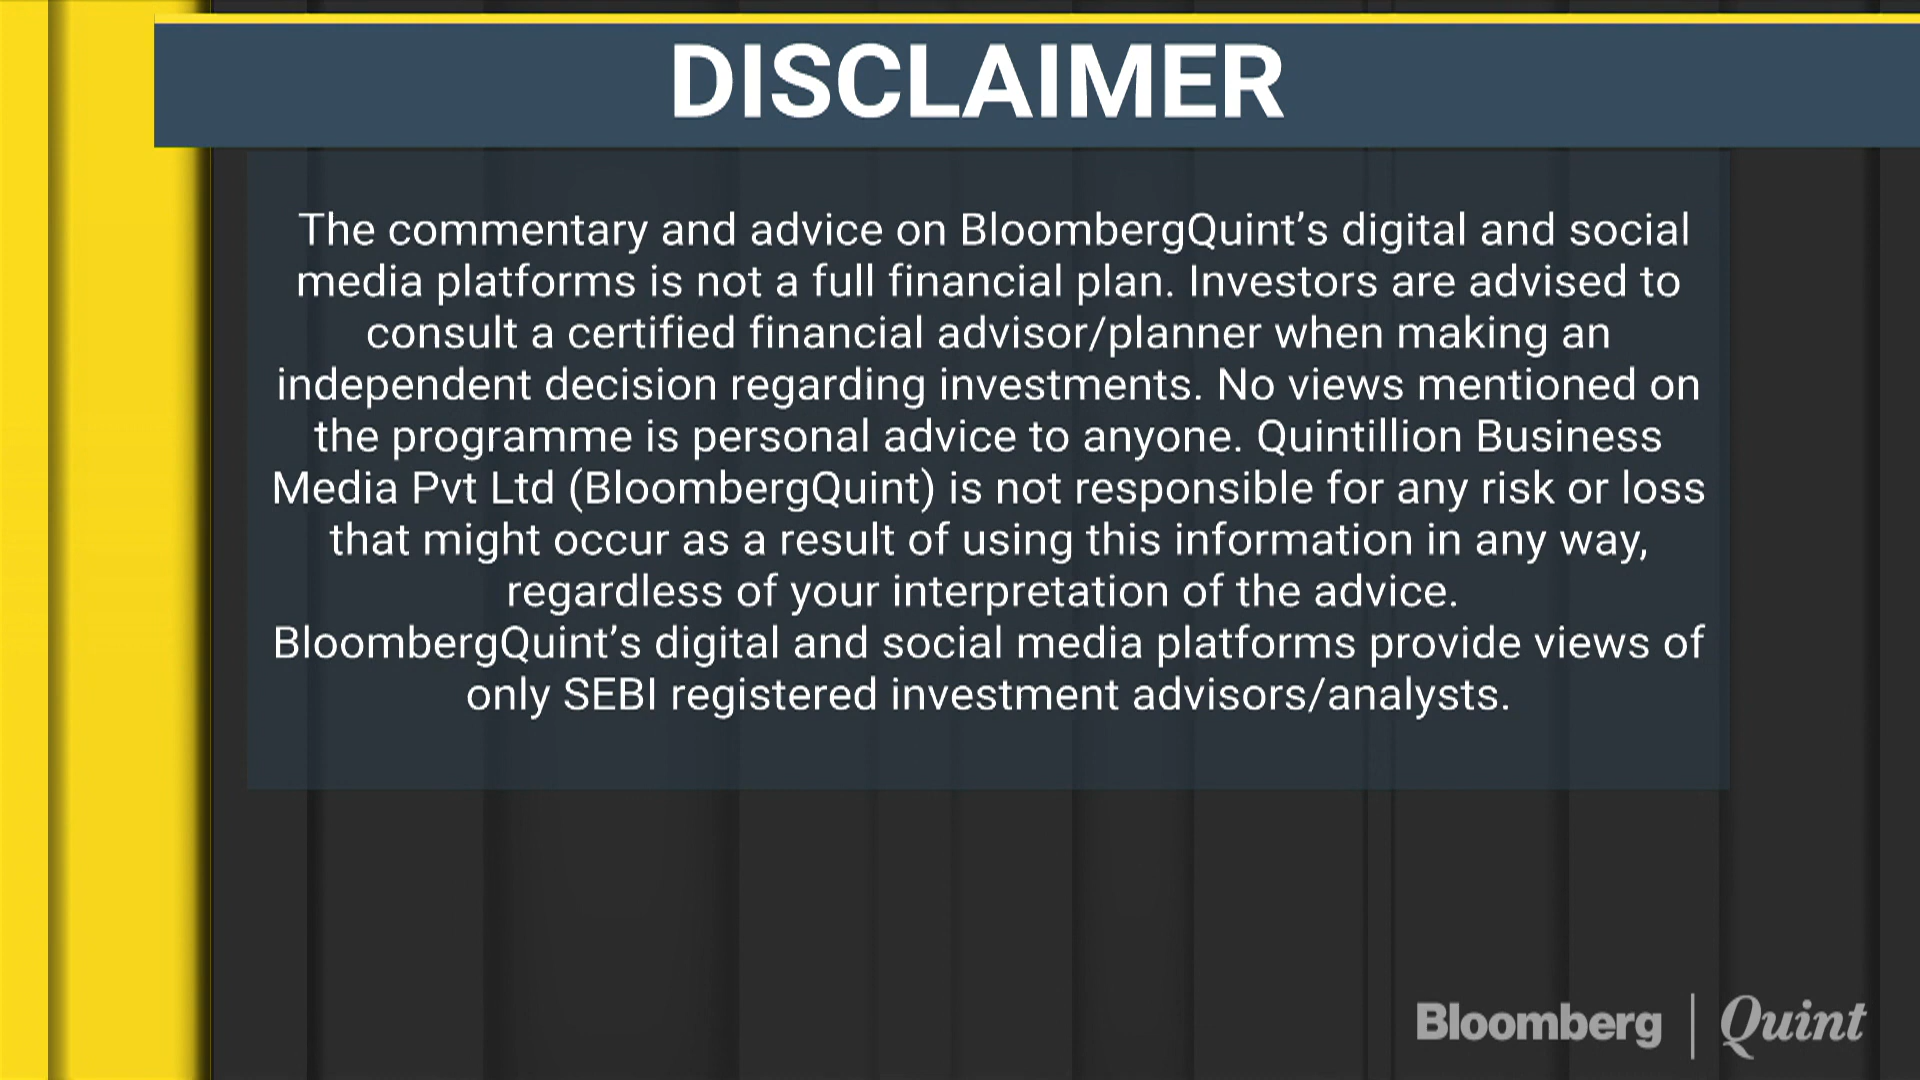 DISCLAIMER
The commentary and advice on BloombergQuint’s digital and social
media platforms is not a full financial plan. Investors are advised to
consult a certified financial advisor/planner when making an
independent decision regarding investments. No views mentioned on
the programme is personal advice to anyone. Quintillion Business
Media Pvt Ltd (BloombergQuint) is not responsible for any risk or loss
that might occur as a result of using this information in any way,
regardless of your interpretation of the advice.
BloombergQuint’s digital and social media platforms provide views of
only SEBI registered investment advisors/analysts.
Bloomberg | Quint